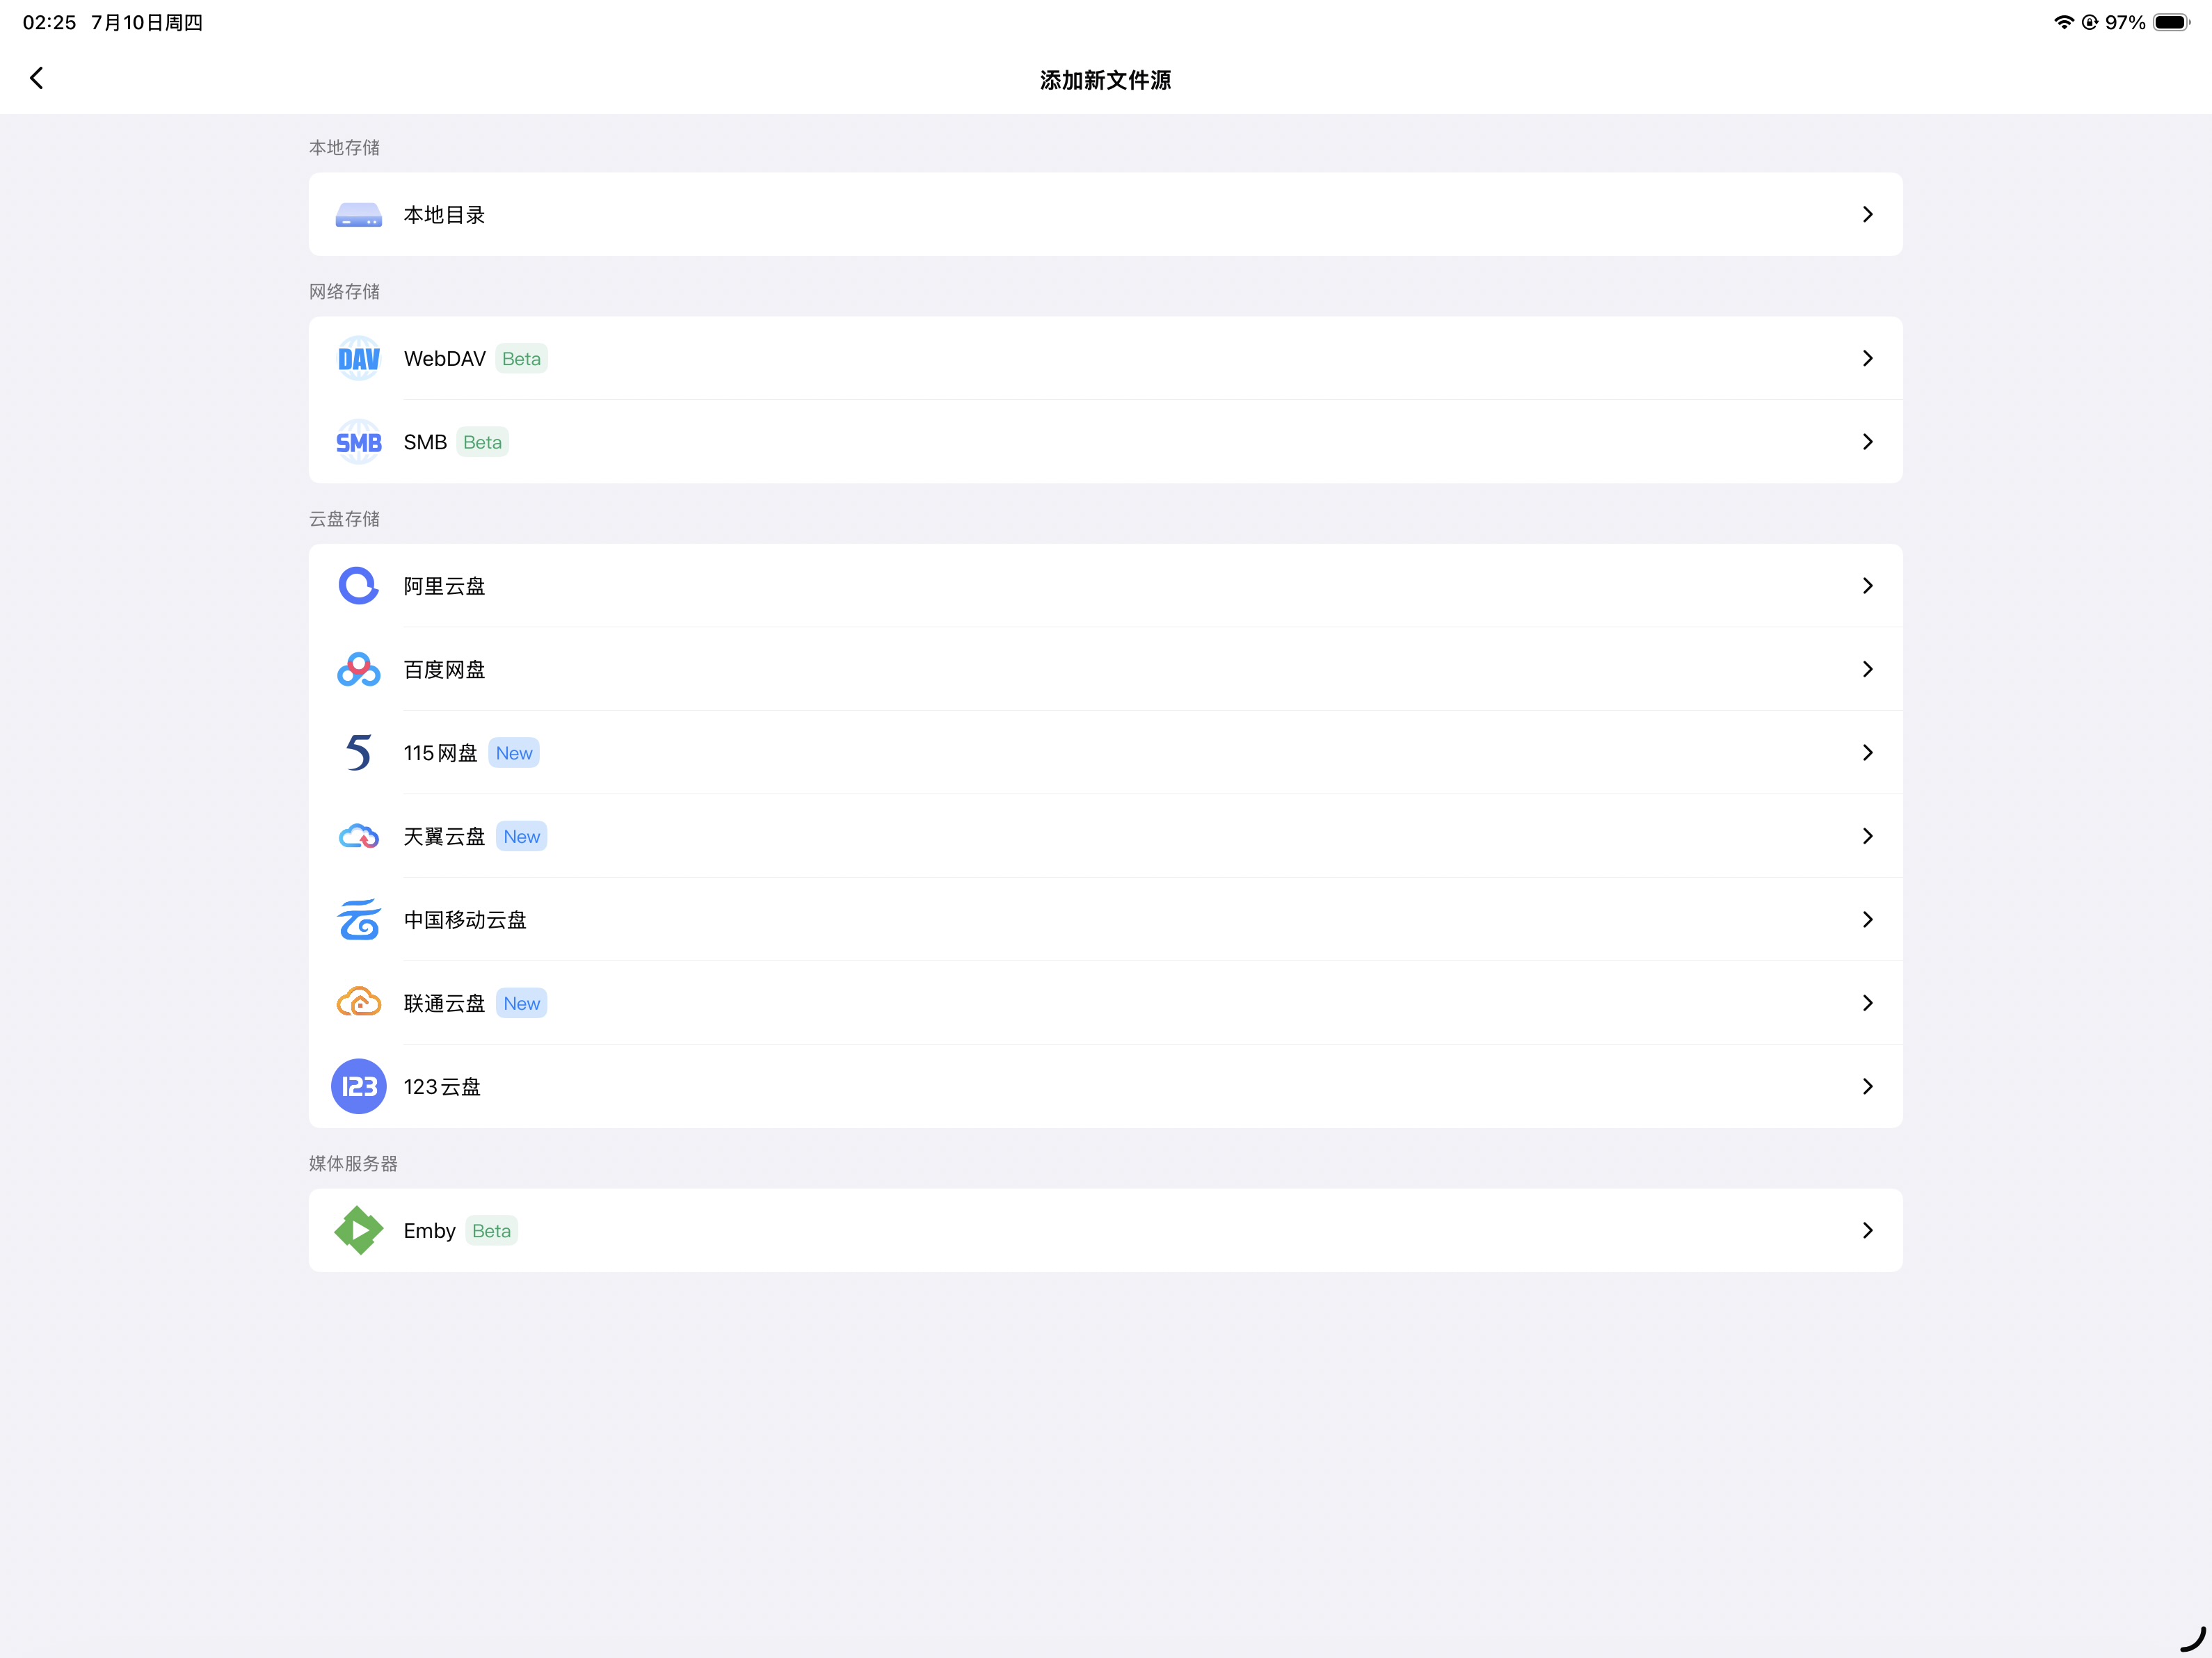 02:25 7月10日周四 97%
添加新文件源
本地存储
本地目录
网络存储
DAV WebDAV Beta
SMB SMB Beta
云盘存储
阿里云盘
百度网盘
5 115网盘 New
天翼云盘 New
云 中国移动云盘
联通云盘 New
123 123云盘
媒体服务器
Emby Beta